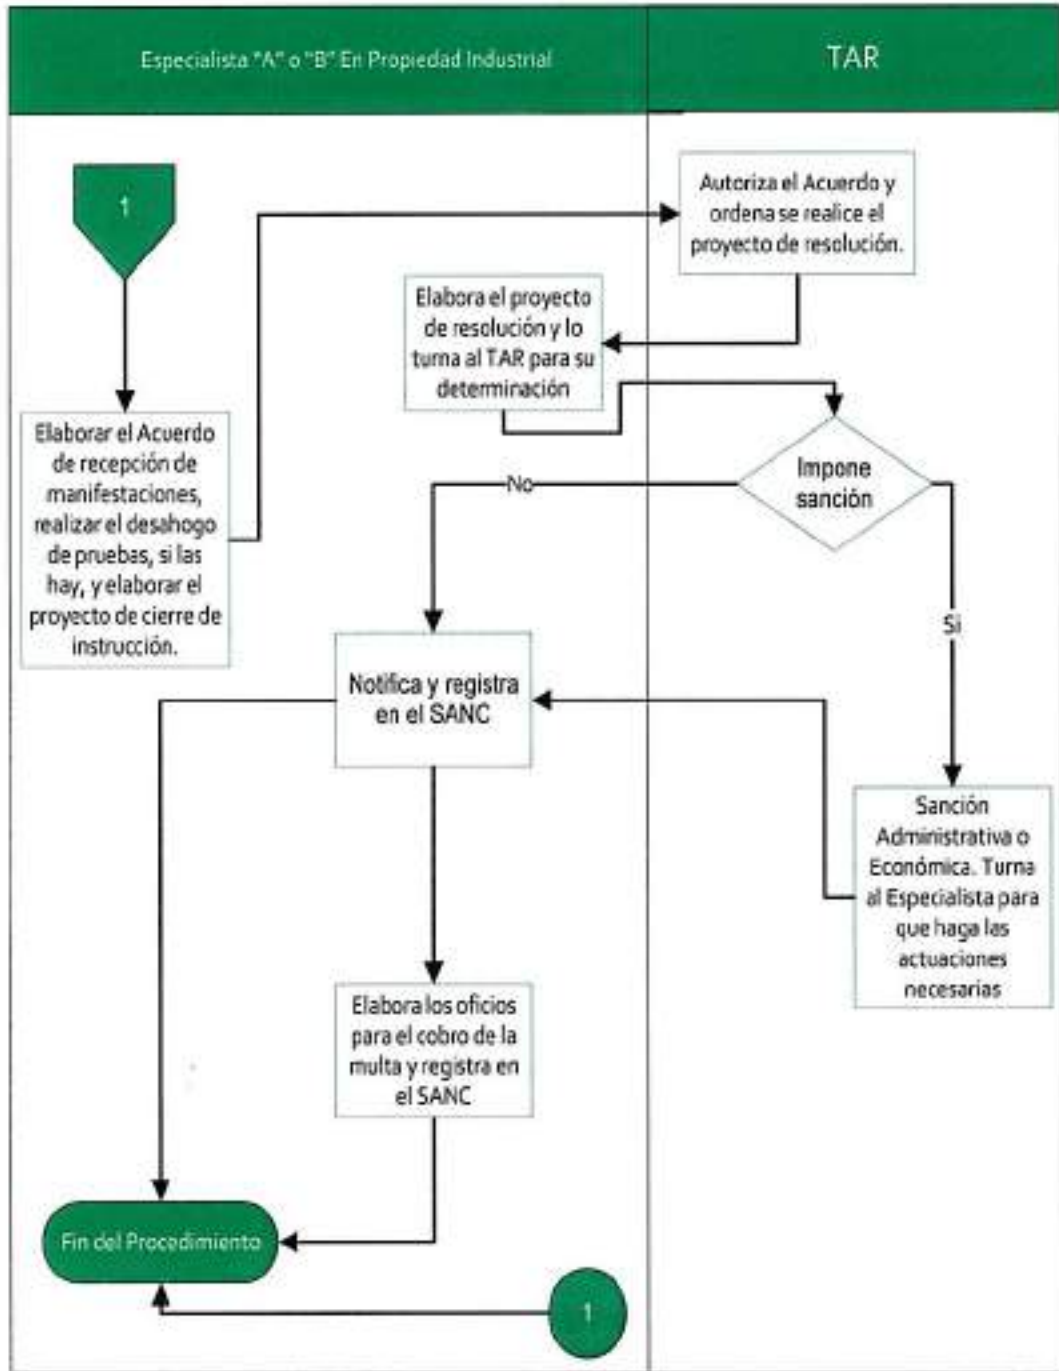 Especialista "A" o "B" En Propiedad Industrial
TAR
1
Autoriza el Acuerdo y
ordena se realice el
proyecto de resolución.
Elabora el proyecto
de resolución y lo
turna al TAR para su
determinación
Elaborar el Acuerdo
de recepción de
manifestaciones,
realizar el desahogo
de pruebas, si las
hay, y elaborar el
proyecto de cierre de
instrucción.
Impone
sanción
No
Si
Notifica y registra
en el SANC
Sanción
Administrativa o
Económica. Turna
al Especialista para
que haga las
actuaciones
necesarias
Elabora los oficios
para el cobro de la
multa y registra en
el SANC
Fin del Procedimiento
1